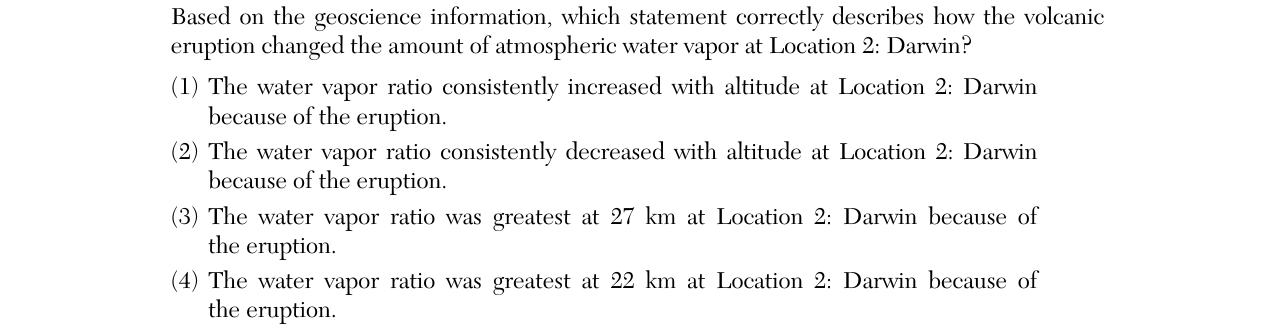 Based on the geoscience information, which statement correctly describes how the volcanic
eruption changed the amount of atmospheric water vapor at Location 2: Darwin?
(1) The water vapor ratio consistently increased with altitude at Location 2: Darwin
because of the eruption.
(2) The water vapor ratio consistently decreased with altitude at Location 2: Darwin
because of the eruption.
(3) The water vapor ratio was greatest at 27 km at Location 2: Darwin because of
the eruption.
(4) The water vapor ratio was greatest at 22 km at Location 2: Darwin because of
the eruption.